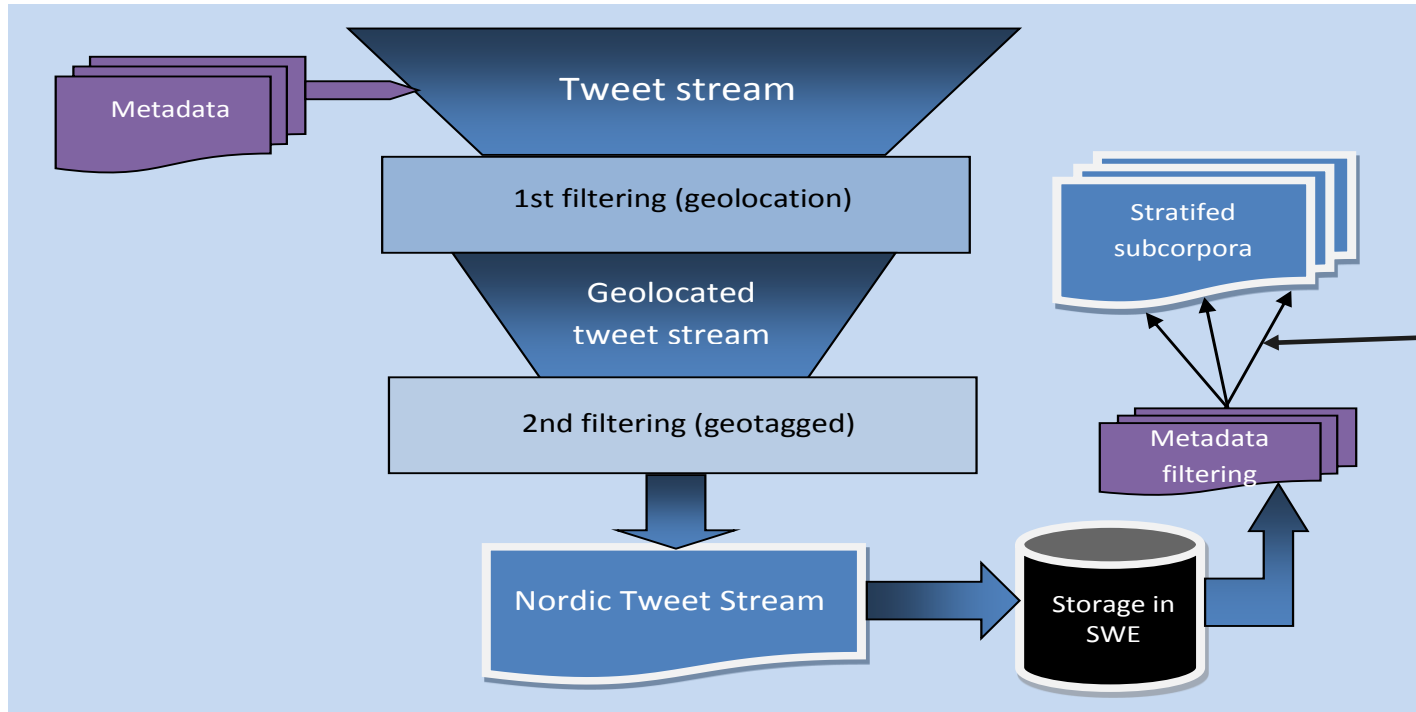 Metadata
Tweet stream
1st filtering (geolocation)
Geolocated
tweet stream
2nd filtering (geotagged)
Nordic Tweet Stream
Storage in
SWE
Metadata
filtering
Stratifed
subcorpora